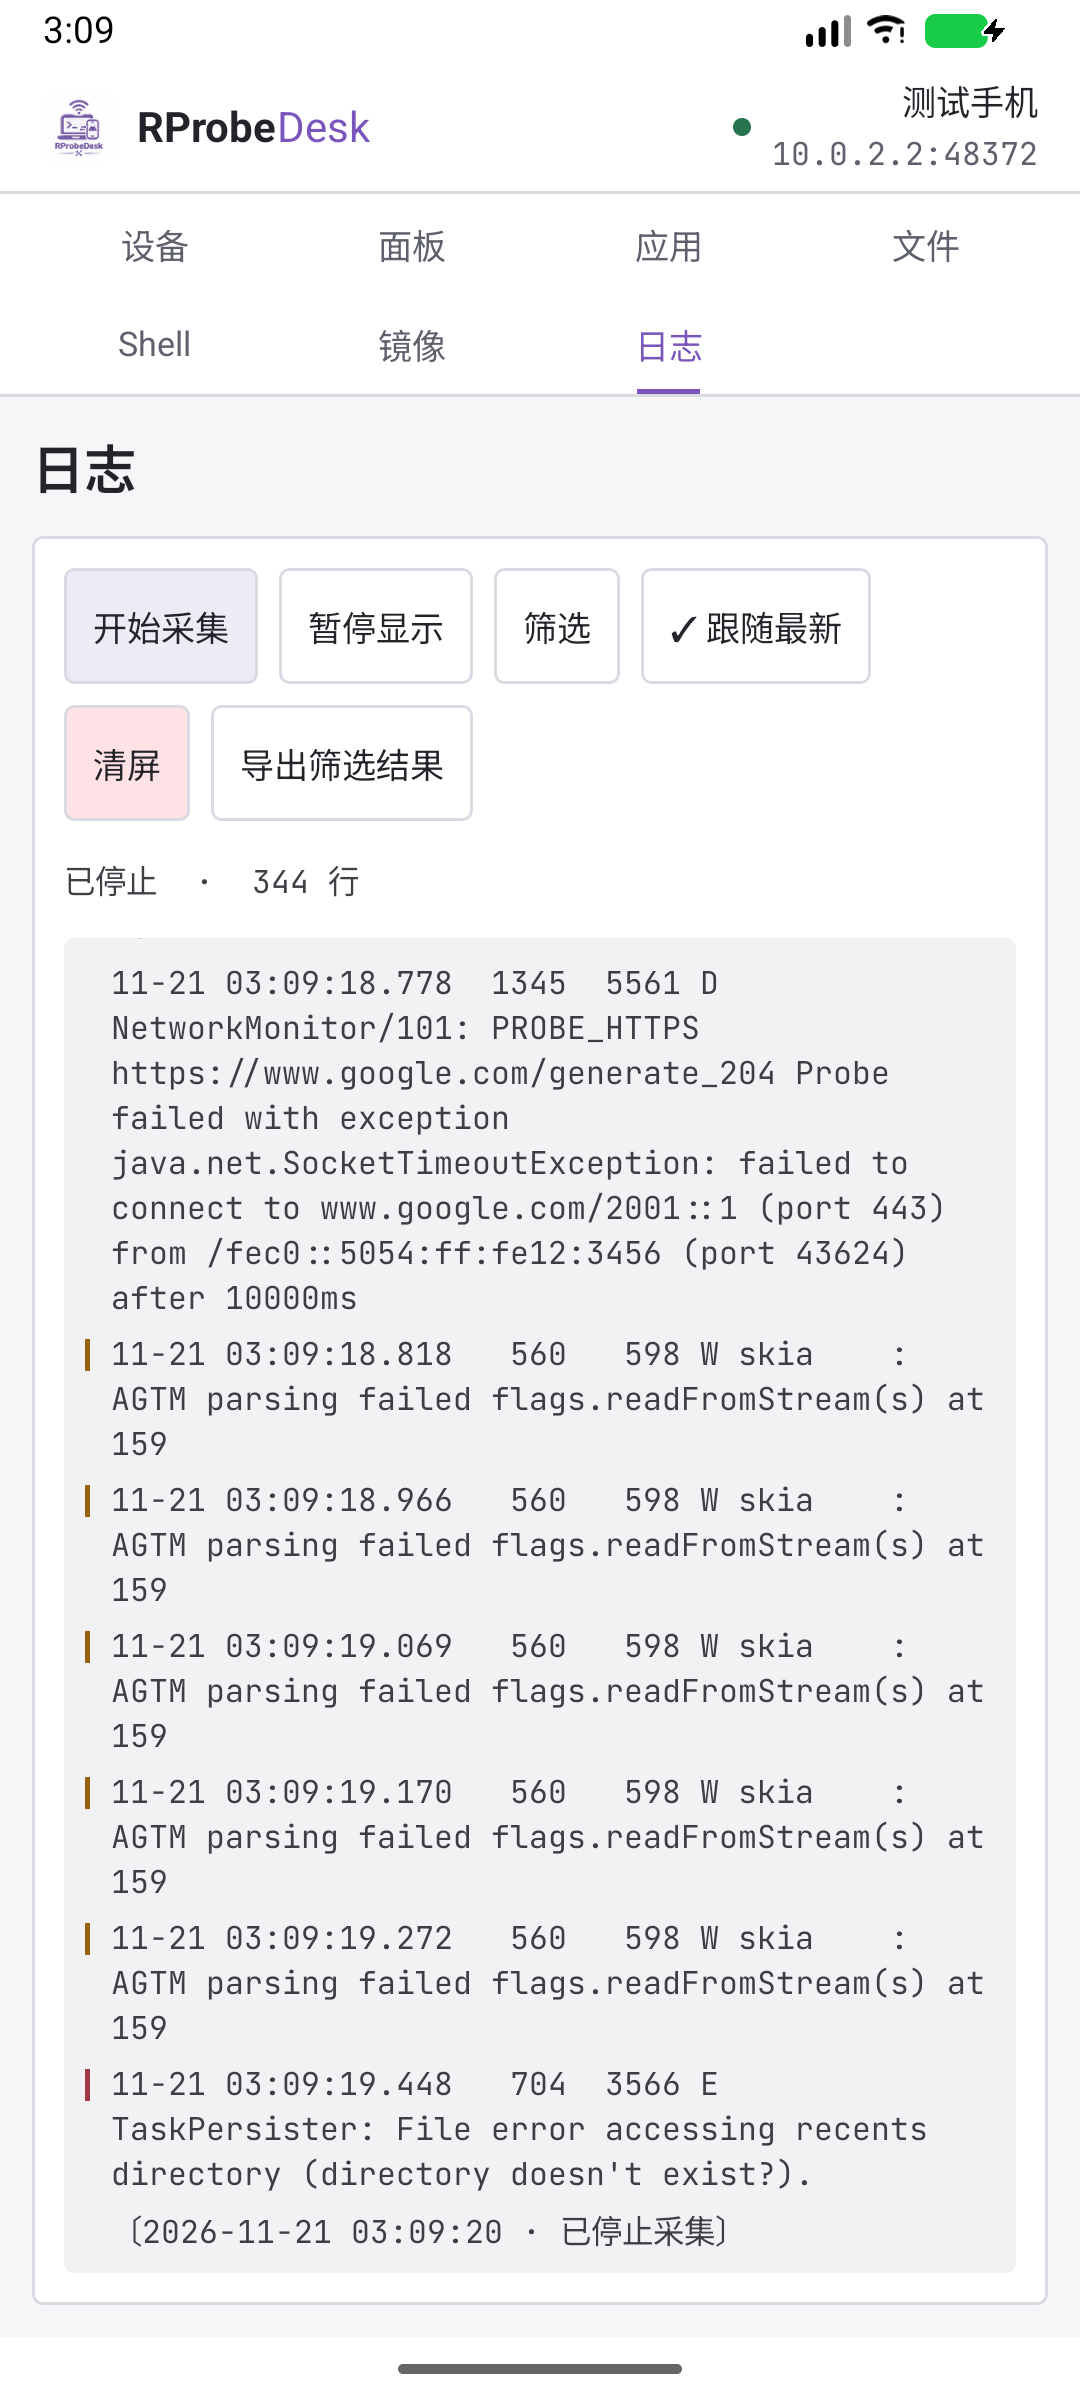 3:09
RProbeDesk
RProbeDesk
测试手机
10.0.2.2:48372
设备
面板
应用
文件
Shell
镜像
日志
日志
开始采集
暂停显示
筛选
✓ 跟随最新
清屏
导出筛选结果
已停止 · 344 行
11-21 03:09:18.778  1345  5561 D
NetworkMonitor/101: PROBE_HTTPS
https://www.google.com/generate_204 Probe
failed with exception
java.net.SocketTimeoutException: failed to
connect to www.google.com/2001::1 (port 443)
from /fec0::5054:ff:fe12:3456 (port 43624)
after 10000ms
11-21 03:09:18.818   560   598 W skia    :
AGTM parsing failed flags.readFromStream(s) at
159
11-21 03:09:18.966   560   598 W skia    :
AGTM parsing failed flags.readFromStream(s) at
159
11-21 03:09:19.069   560   598 W skia    :
AGTM parsing failed flags.readFromStream(s) at
159
11-21 03:09:19.170   560   598 W skia    :
AGTM parsing failed flags.readFromStream(s) at
159
11-21 03:09:19.272   560   598 W skia    :
AGTM parsing failed flags.readFromStream(s) at
159
11-21 03:09:19.448   704  3566 E
TaskPersister: File error accessing recents
directory (directory doesn't exist?).
〔2026-11-21 03:09:20 · 已停止采集〕